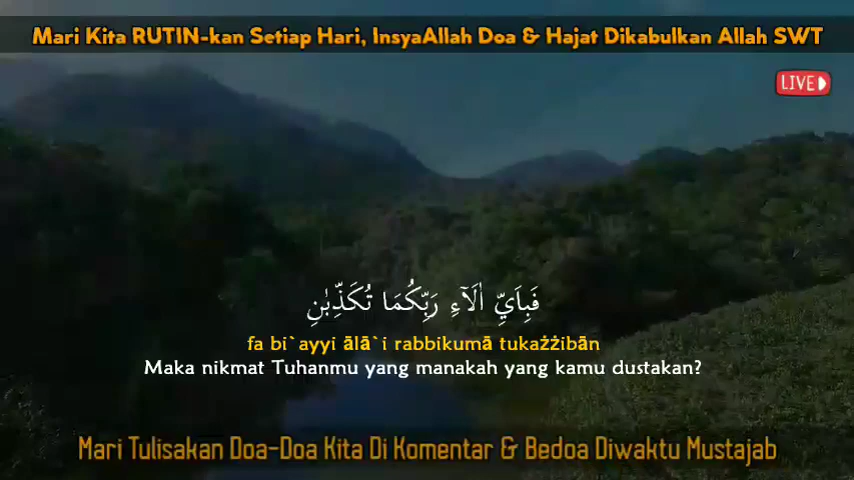 Mari Kita RUTIN-kan Setiap Hari, InsyaAllah Doa & Hajat Dikabulkan Allah SWT
LIVE
فَبِاَيِّ اٰلَاۤءِ رَبِّكُمَا تُكَذِّبٰنِ
fa bi`ayyi ālā`i rabbikumā tukażżibān
Maka nikmat Tuhanmu yang manakah yang kamu dustakan?
Mari Tulisakan Doa-Doa Kita Di Komentar & Bedoa Diwaktu Mustajab